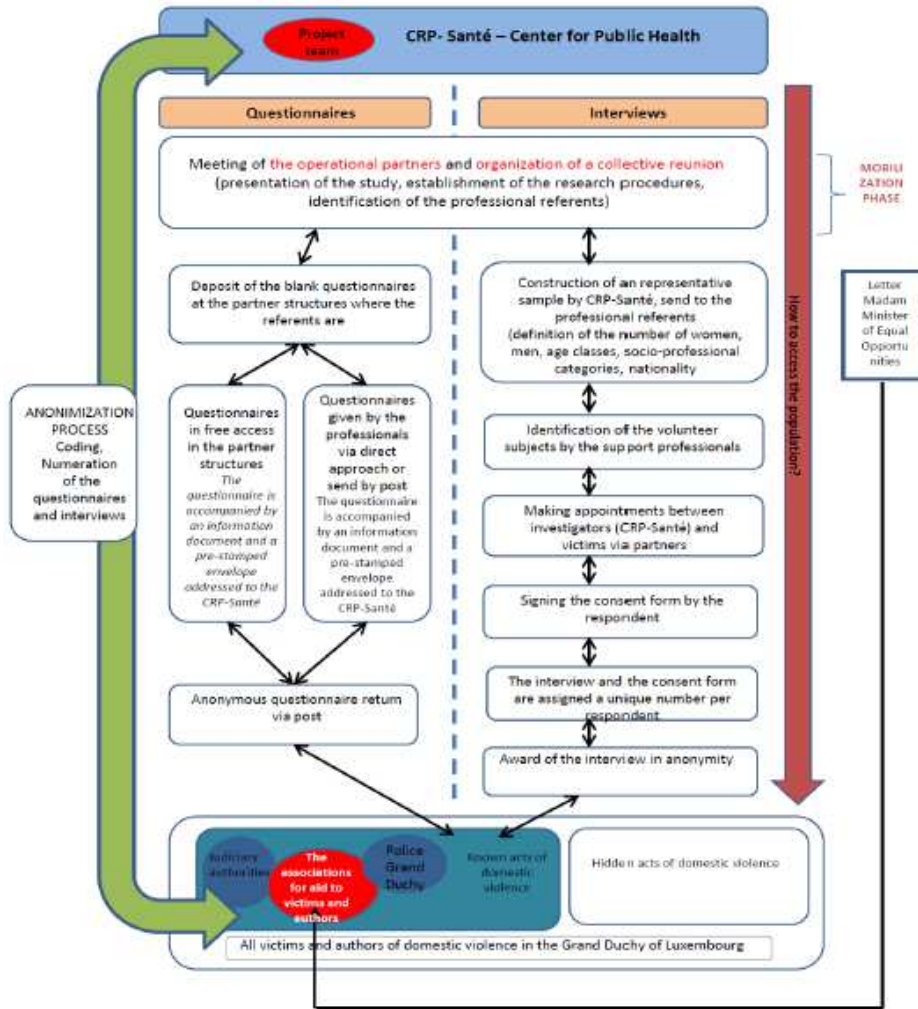 Project
team
CRP- Santé – Center for Public Health
Questionnaires
Interviews
Meeting of the operational partners and organization of a collective reunion
(presentation of the study, establishment of the research procedures,
identification of the professional referents)
MOBILI
ZATION
PHASE
Deposit of the blank questionnaires
at the partner structures where the
referents are
Construction of an representative
sample by CRP-Santé, send to the
professional referents
(definition of the number of women,
men, age classes, socio-professional
categories, nationality
How to access the population?
Letter
Madam
Minister
of Equal
Opportu
nities
ANONIMIZATION
PROCESS
Coding,
Numeration
of the
questionnaires
and interviews
Questionnaires
in free access
in the partner
structures
The
questionnaire is
accompanied by
an information
document and a
pre-stamped
envelope
addressed to the
CRP-Santé
Questionnaires
given by the
professionals
via direct
approach or
send by post
The questionnaire
is accompanied
by an information
document and a
pre-stamped
envelope
addressed to the
CRP-Santé
Identification of the volunteer
subjects by the support professionals
Making appointments between
investigators (CRP-Santé) and
victims via partners
Signing the consent form by the
respondent
The interview and the consent form
are assigned a unique number per
respondent
Anonymous questionnaire return
via post
Award of the interview in anonymity
Judiciary
authorities
The
associations
for aid to
victims and
authors
Police
Grand
Duchy
Known acts of
domestic
violence
Hidden acts of domestic violence
All victims and authors of domestic violence in the Grand Duchy of Luxembourg